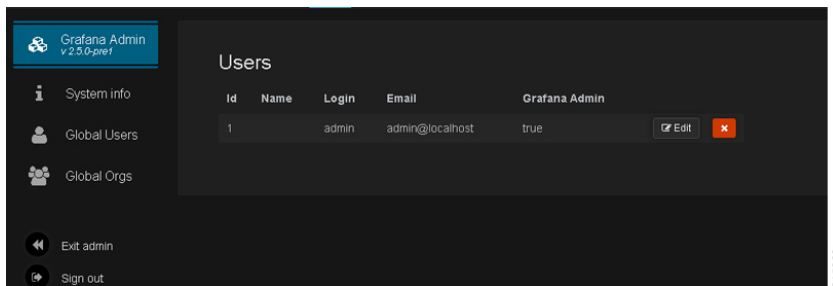 Grafana Admin
v 2.5.0-pre1
System info
Global Users
Global Orgs
Exit admin
Sign out
Users
Id Name Login Email Grafana Admin
1 admin admin@localhost true Edit